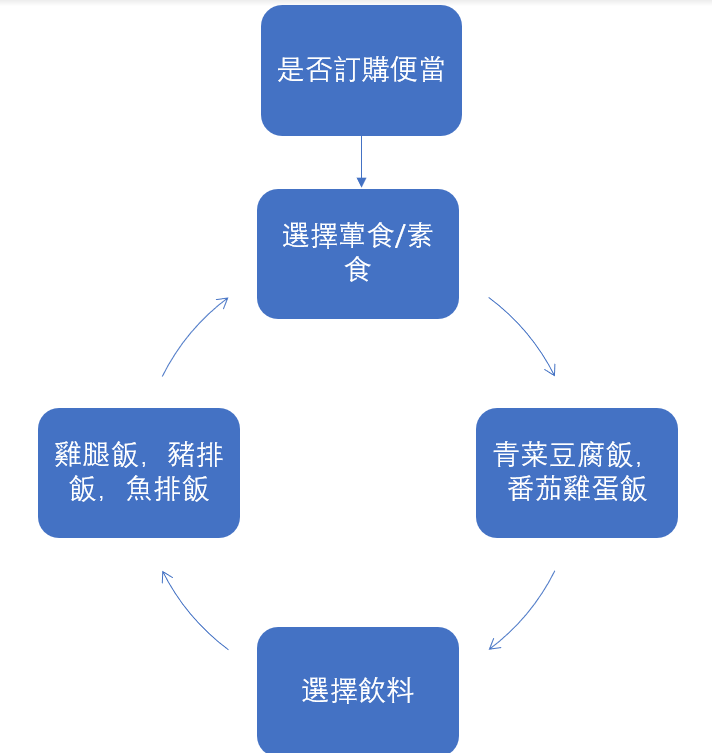 是否訂購便當
選擇葷食/素
食
雞腿飯，豬排
飯，魚排飯
青菜豆腐飯，
番茄雞蛋飯
選擇飲料